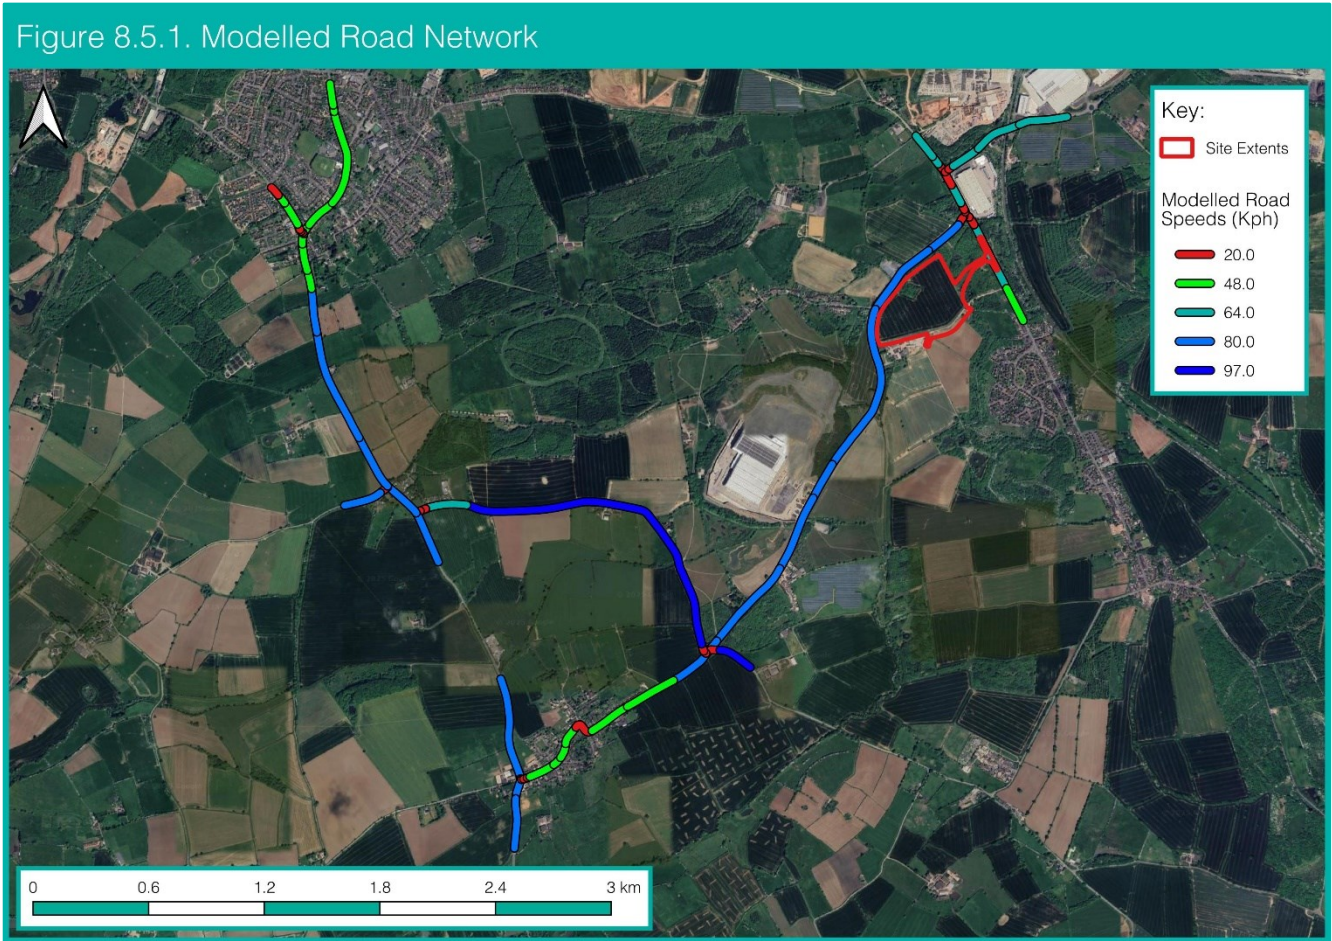 Figure 8.5.1. Modelled Road Network
Key:
Site Extents
Modelled Road
Speeds (Kph)
20.0
48.0
64.0
80.0
97.0
0 0.6 1.2 1.8 2.4 3 km